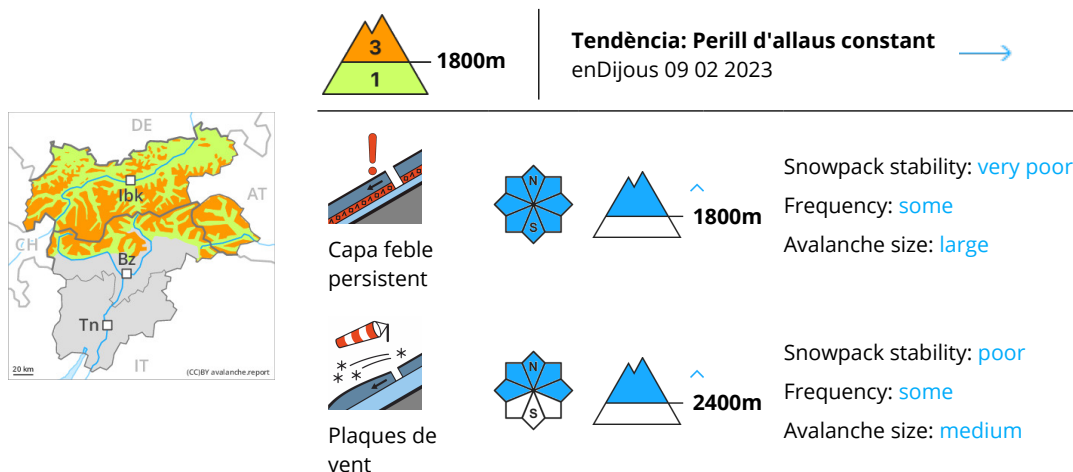 3
1
1800m
Tendència: Perill d'allaus constant
enDijous 09 02 2023
DE
AT
CH
IT
Ibk
Bz
Tn
20 km
(CC)BY avalanche.report
Capa feble
persistent
N
S
1800m
Snowpack stability: very poor
Frequency: some
Avalanche size: large
Plaques de
vent
N
S
2400m
Snowpack stability: poor
Frequency: some
Avalanche size: medium